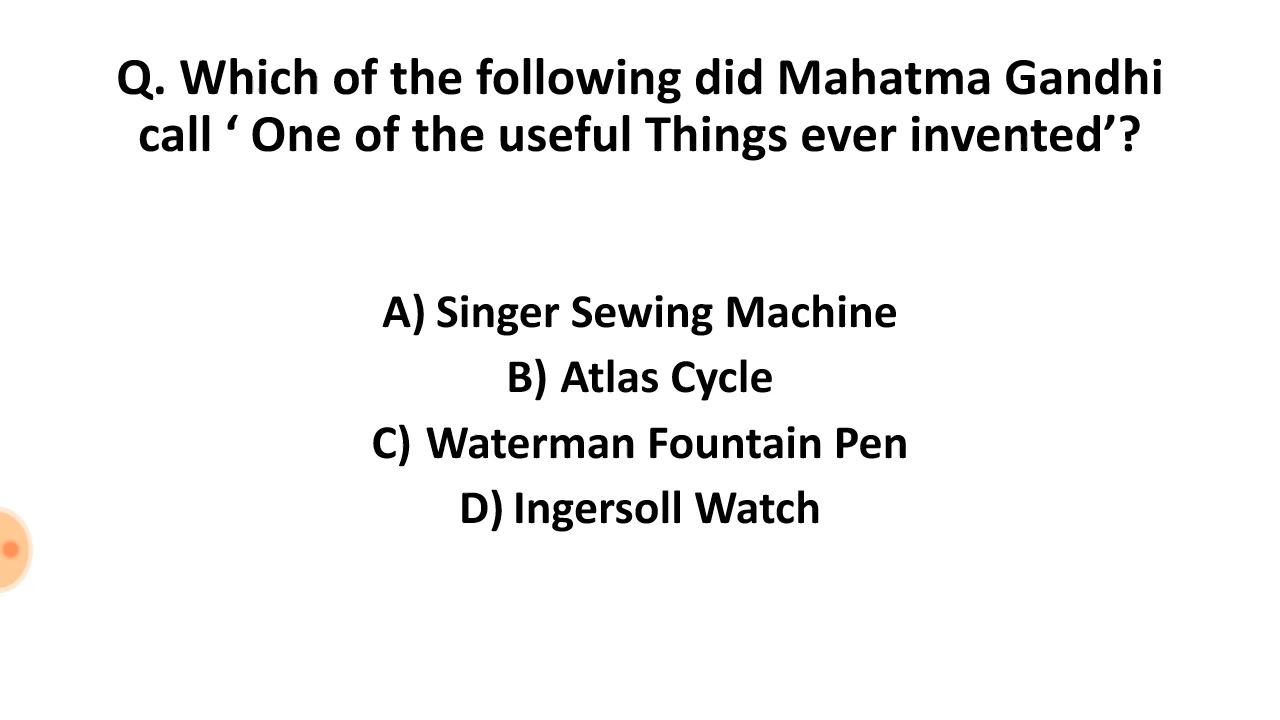 Q. Which of the following did Mahatma Gandhi
call ‘ One of the useful Things ever invented’?
A) Singer Sewing Machine
B) Atlas Cycle
C) Waterman Fountain Pen
D) Ingersoll Watch